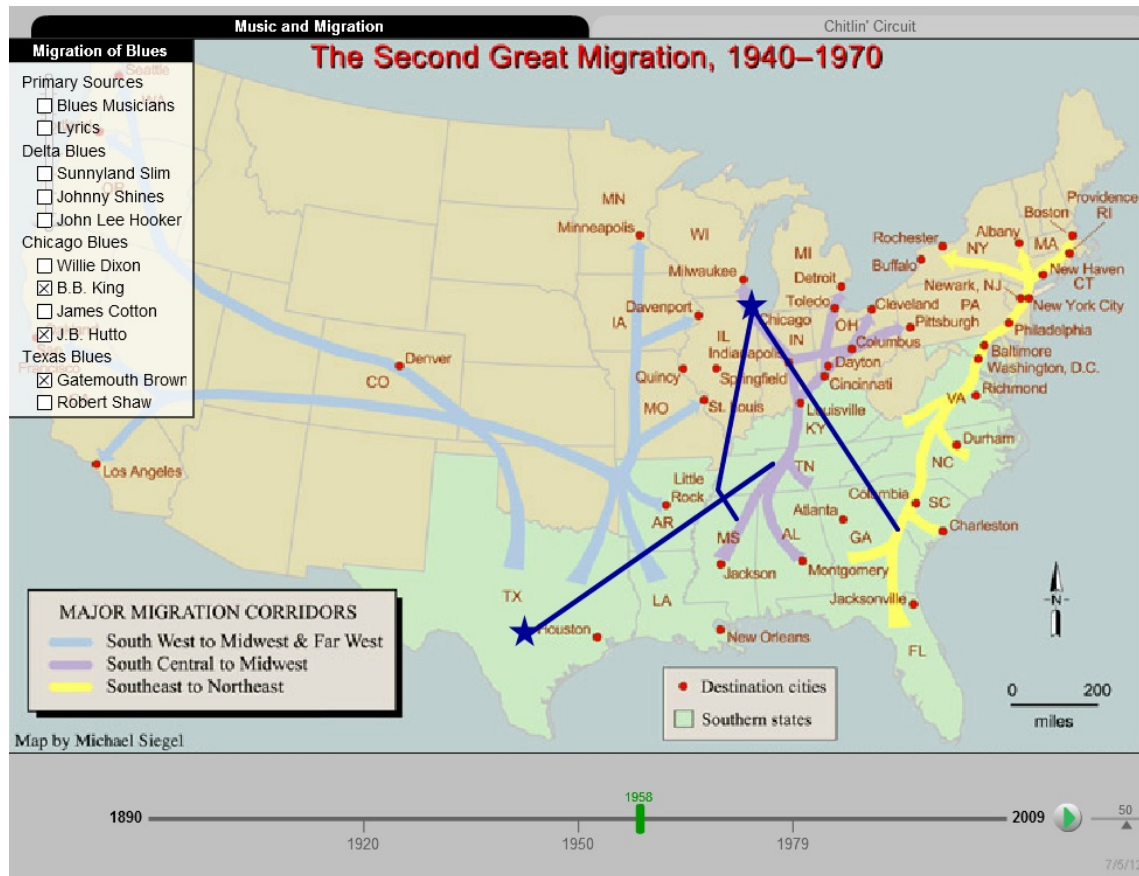 Music and Migration
Chitlin' Circuit
Migration of Blues
Primary Sources
Blues Musicians
Lyrics
Delta Blues
Sunnyland Slim
Johnny Shines
John Lee Hooker
Chicago Blues
Willie Dixon
B.B. King
James Cotton
J.B. Hutto
Texas Blues
Gatemouth Brown
Robert Shaw
The Second Great Migration, 1940–1970
Seattle
WA
OR
San Francisco
Los Angeles
Denver
CO
MN
Minneapolis
WI
MI
Milwaukee
Detroit
Davenport
Toledo
Cleveland
IA
Chicago
OH
Pittsburgh
IL
IN
Indianapolis
Columbus
Dayton
Quincy
Springfield
Cincinnati
MO
St. Louis
Louisville
KY
Providence
Boston
RI
Rochester
Albany
NY
MA
Buffalo
New Haven
CT
Newark, NJ
PA
New York City
Philadelphia
Baltimore
Washington, D.C.
Richmond
VA
Durham
NC
TN
Little
Rock
AR
Columbia
SC
Atlanta
Charleston
MS
AL
GA
Jackson
Montgomery
TX
LA
Jacksonville
Houston
New Orleans
FL
N
MAJOR MIGRATION CORRIDORS
South West to Midwest & Far West
South Central to Midwest
Southeast to Northeast
Destination cities
Southern states
0 200
miles
Map by Michael Siegel
1958
1890
2009
50
1920
1950
1979